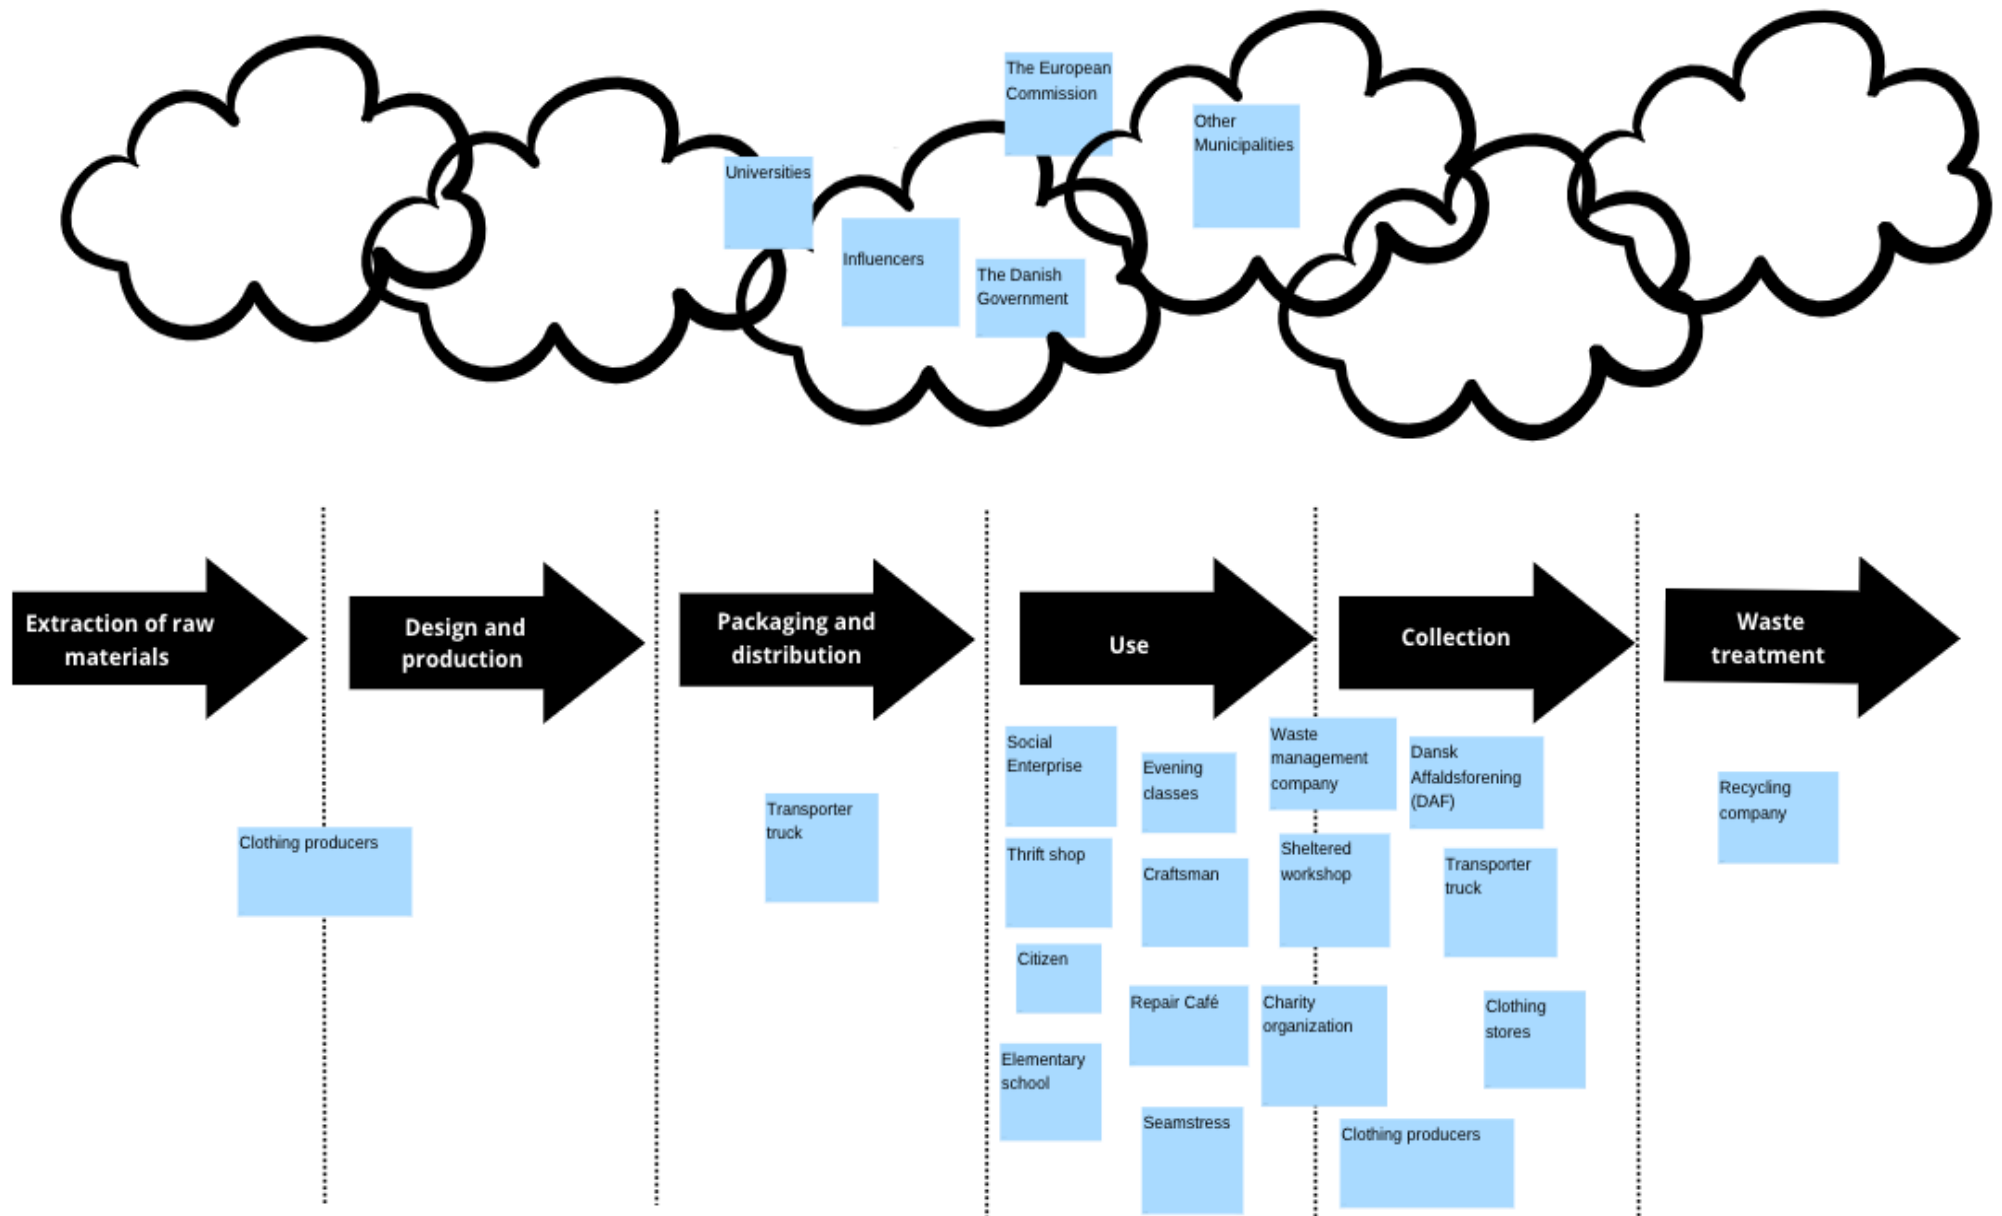 The European
Commission
Other
Municipalities
Universities
Influencers
The Danish
Government
Extraction of raw
materials
Design and
production
Packaging and
distribution
Use
Collection
Waste
treatment
Clothing producers
Transporter
truck
Social
Enterprise
Thrift shop
Citizen
Elementary
school
Evening
classes
Craftsman
Repair Café
Seamstress
Waste
management
company
Sheltered
workshop
Charity
organization
Dansk
Affaldsforening
(DAF)
Transporter
truck
Clothing
stores
Clothing producers
Recycling
company